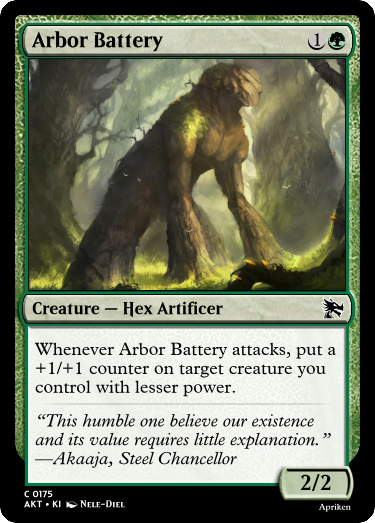 Arbor Battery 1
Creature — Hex Artificer
Whenever Arbor Battery attacks, put a
+1/+1 counter on target creature you
control with lesser power.
“This humble one believe our existence
and its value requires little explanation.”
—Akaaja, Steel Chancellor
2/2
C 0175
AKT • KI Nele-Diel
Apriken